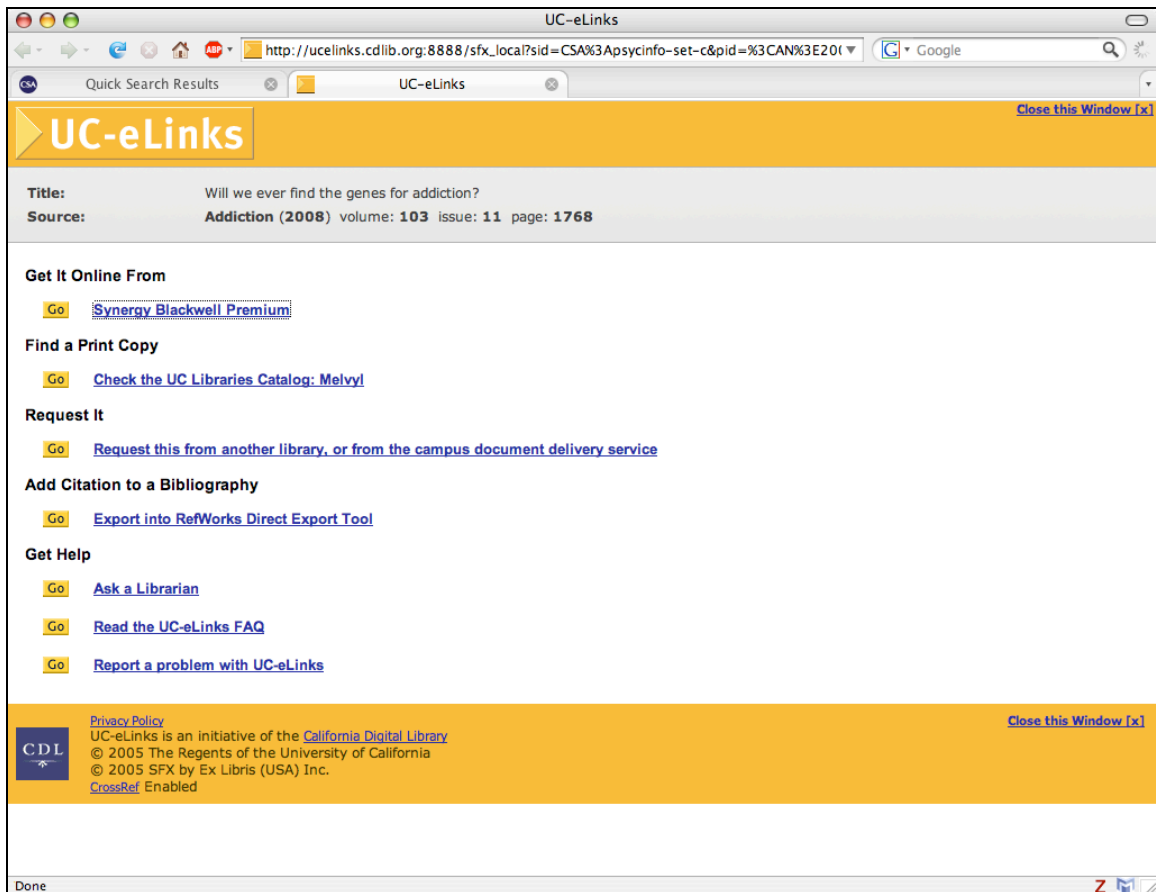 UC-eLinks
ABP http://ucelinks.cdlib.org:8888/sfx_local?sid=CSA%3Apsycinfo-set-c&pid=%3CAN%3E20( G Google
CSA Quick Search Results UC-eLinks
Close this Window [x]
UC-eLinks
Title: Will we ever find the genes for addiction?
Source: Addiction (2008) volume: 103 issue: 11 page: 1768
Get It Online From
Go Synergy Blackwell Premium
Find a Print Copy
Go Check the UC Libraries Catalog: Melvyl
Request It
Go Request this from another library, or from the campus document delivery service
Add Citation to a Bibliography
Go Export into RefWorks Direct Export Tool
Get Help
Go Ask a Librarian
Go Read the UC-eLinks FAQ
Go Report a problem with UC-eLinks
Privacy Policy
Close this Window [x]
UC-eLinks is an initiative of the California Digital Library
CDL
© 2005 The Regents of the University of California
© 2005 SFX by Ex Libris (USA) Inc.
CrossRef Enabled
Done
Z